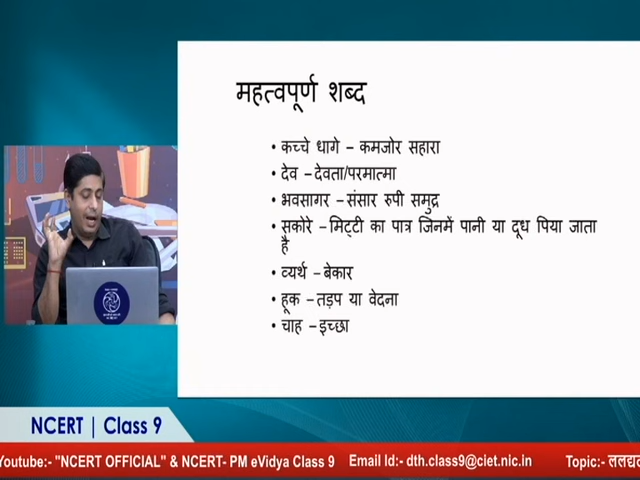 महत्वपूर्ण शब्द
• कच्चे धागे – कमजोर सहारा
• देव – देवता/परमात्मा
• भवसागर – संसार रुपी समुद्र
• सकोरे – मिट्टी का पात्र जिनमें पानी या दूध पिया जाता
है
• व्यर्थ – बेकार
• हूक – तड़प या वेदना
• चाह – इच्छा
NCERT | Class 9
Youtube:- "NCERT OFFICIAL" & NCERT- PM eVidya Class 9 Email Id:- dth.class9@ciet.nic.in Topic:-